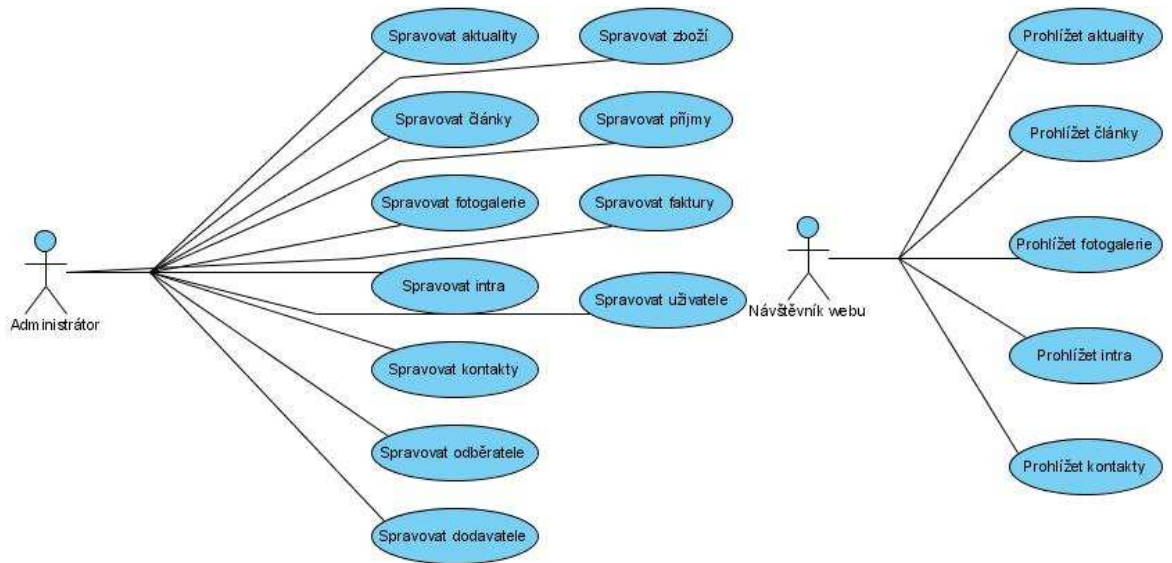 Spravovat aktuality
Spravovat zboží
Prohlížet aktuality
Spravovat články
Spravovat příjmy
Prohlížet články
Spravovat fotogalerie
Spravovat faktury
Prohlížet fotogalerie
Administrátor
Spravovat intra
Spravovat uživatele
Návštěvník webu
Prohlížet intra
Spravovat kontakty
Spravovat odběratele
Prohlížet kontakty
Spravovat dodavatele